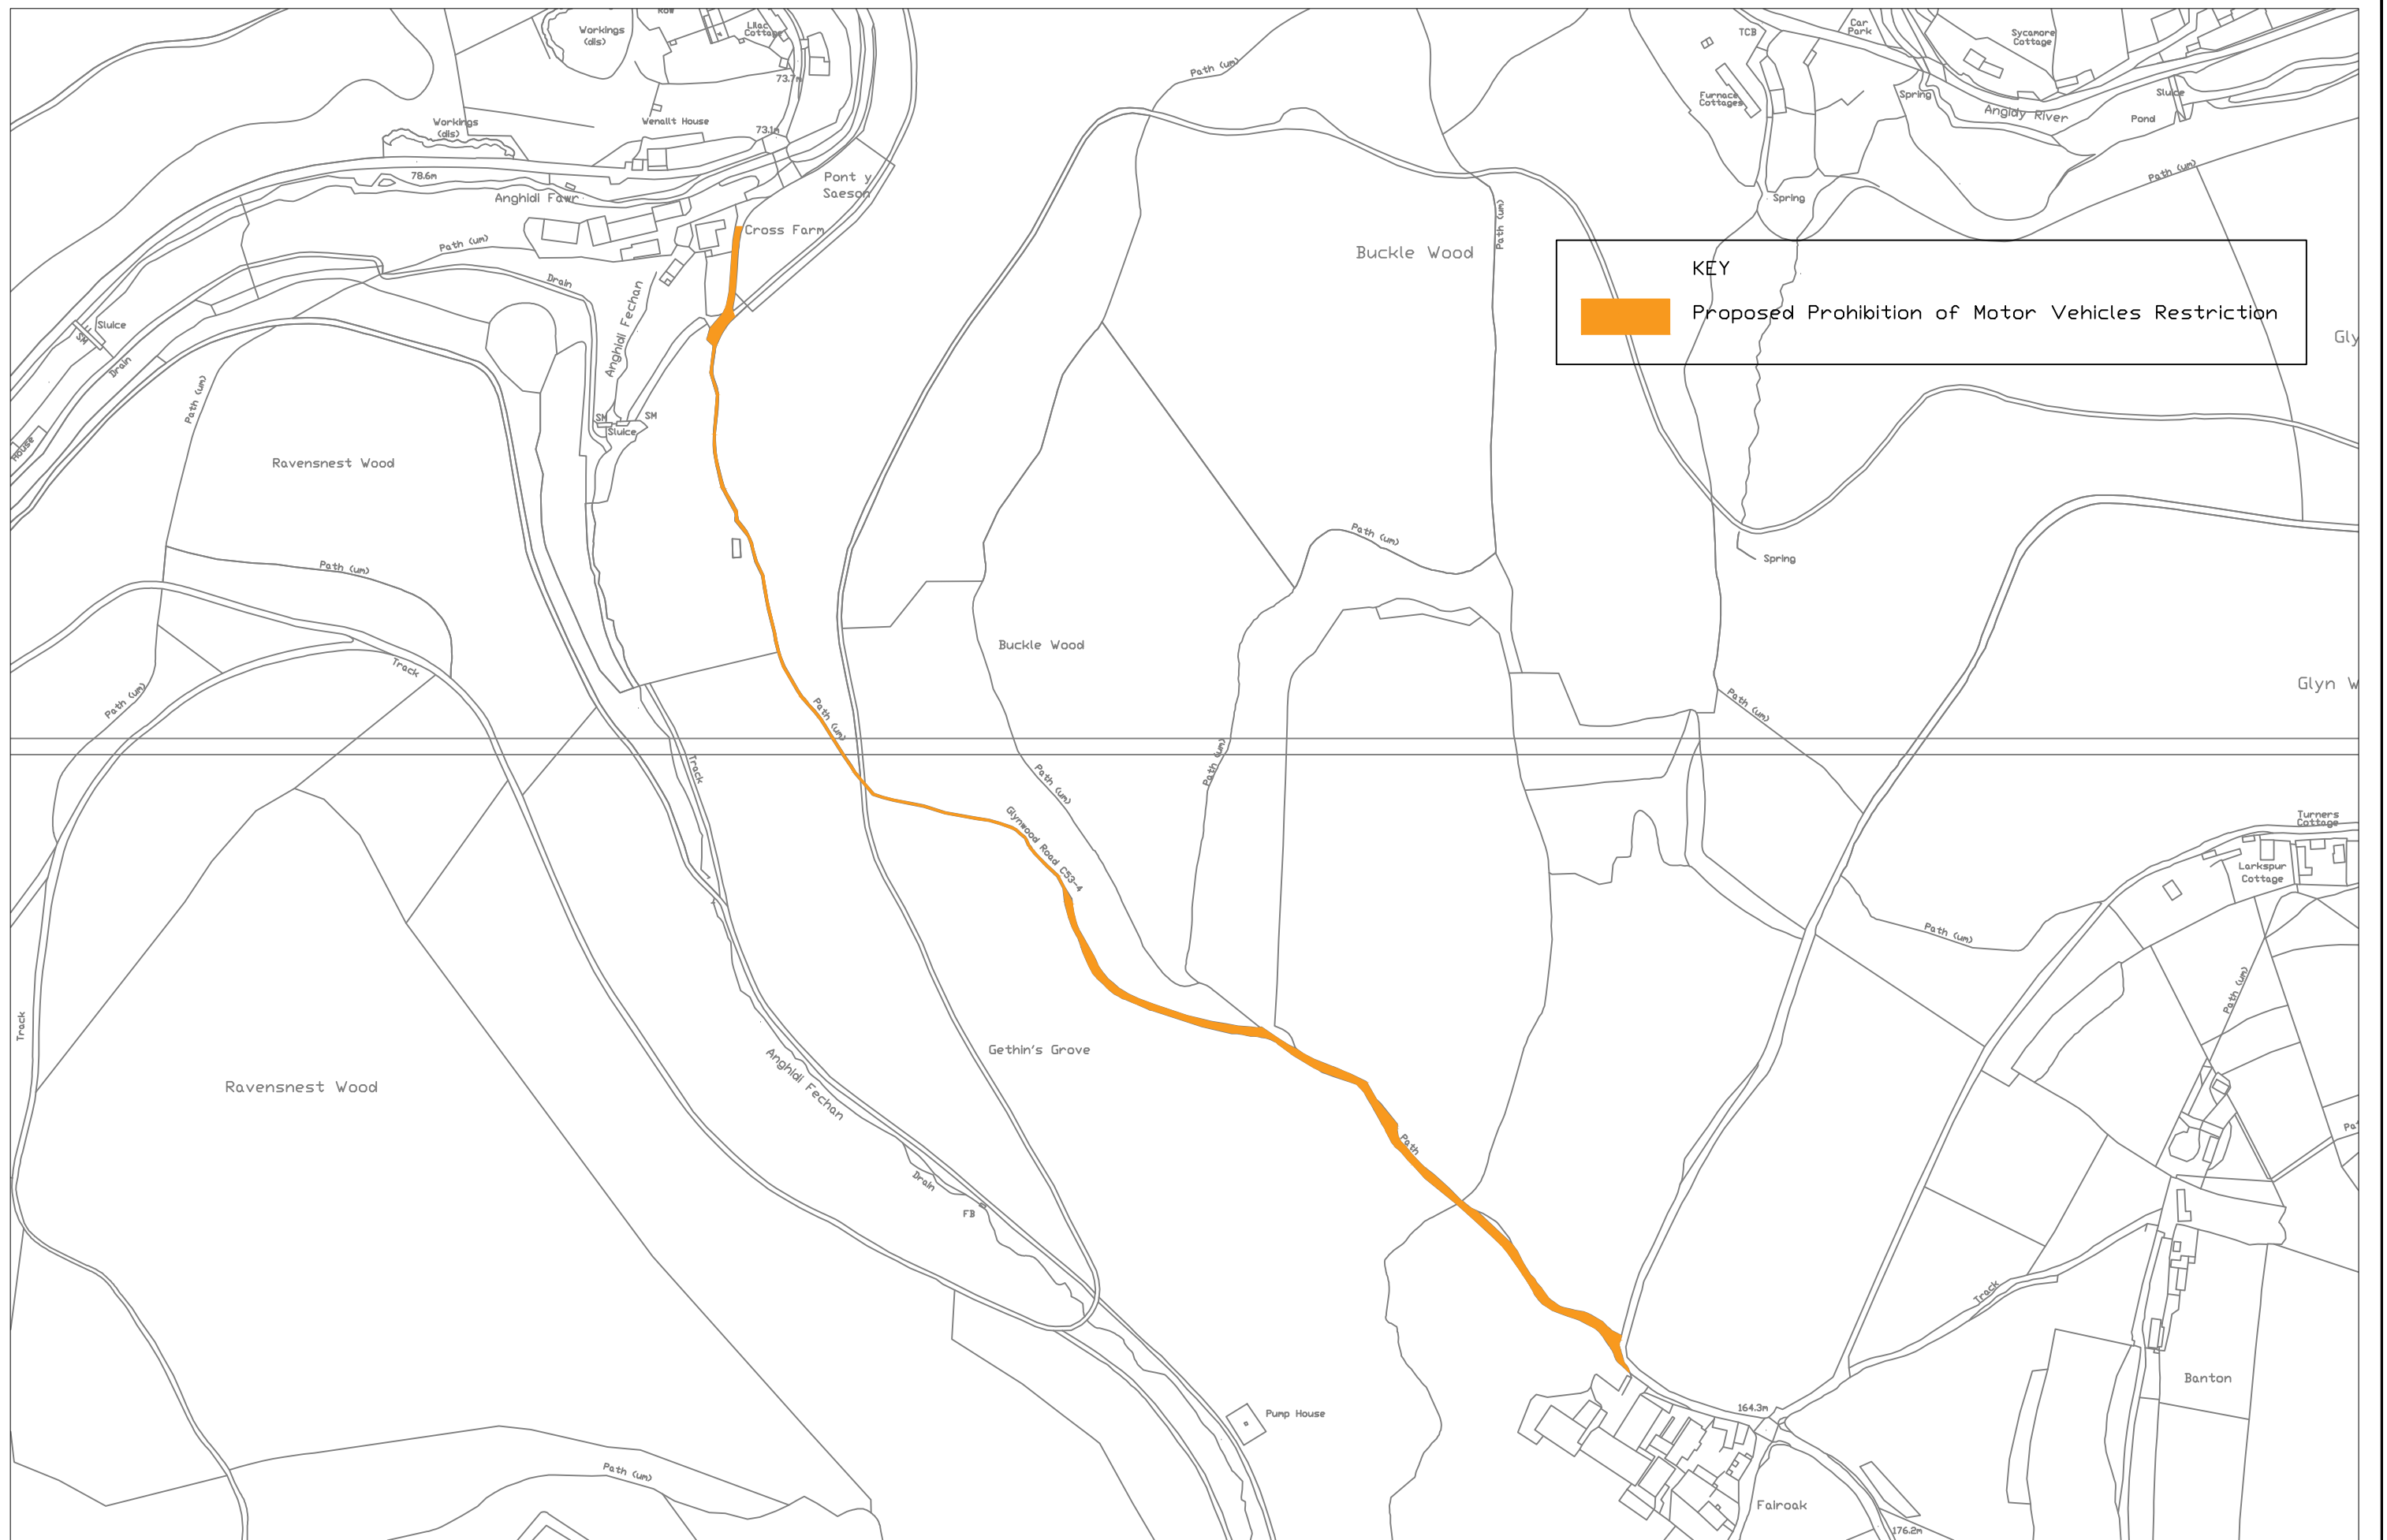 Row
Lilac
Cottage
Workings
(dis)
73.7m
TCB
Car
Park
Sycamore
Cottage
Path (um)
Furnace
Cottages
Spring
Angidy River
Sluice
Pond
Workings
(dis)
Wenallt House
73.1m
78.6m
Anghidi Fawr
Pont y
Saeson
Path (um)
Spring
Path (um)
Cross Farm
Path (um)
Buckle Wood
KEY
Proposed Prohibition of Motor Vehicles Restriction
Drain
Anghidi Fechan
Sluice
SM
Drain
Path (um)
Gly
SM
SM
Sluice
House
Ravensnest Wood
Path (um)
Spring
Path (um)
Buckle Wood
Track
Path (um)
Glyn W
Path (um)
Path (um)
Track
Path (um)
Path (um)
Glynwood Road C53-4
Turners
Cottage
Larkspur
Cottage
Path (um)
Path (um)
Track
Gethin's Grove
Anghidi Fechan
Ravensnest Wood
Path
Pat
Drain
FB
Track
Banton
Pump House
164.3m
Path (um)
Fairoak
176.2m